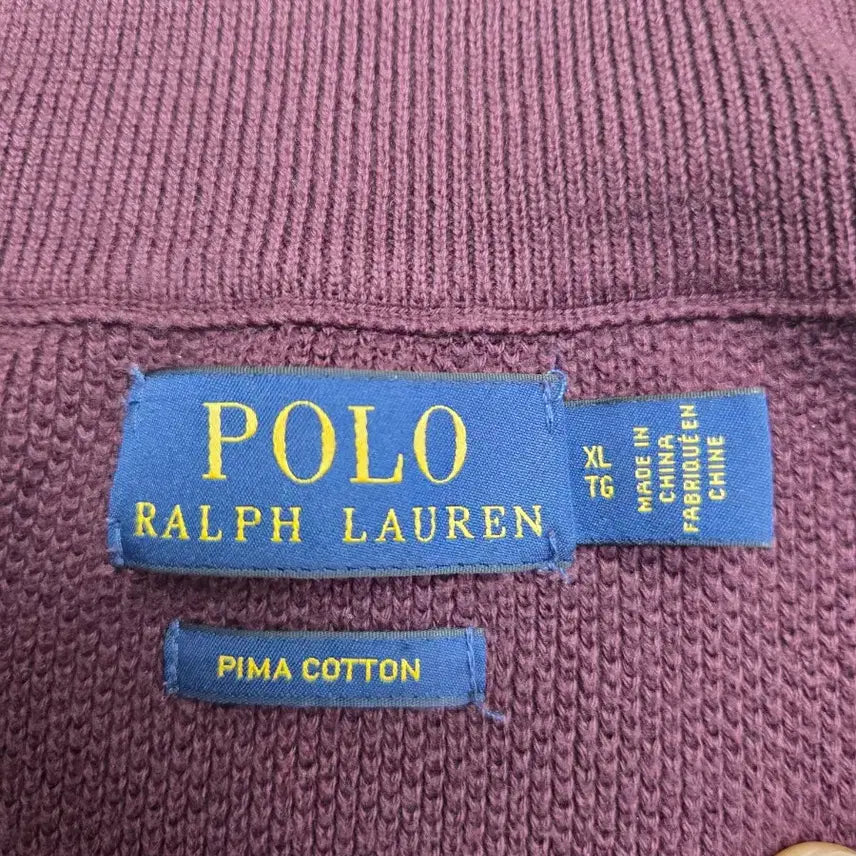 POLO
RALPH LAUREN
XL
TG
MADE IN
CHINA
FABRIQUÉ EN
CHINE
PIMA COTTON